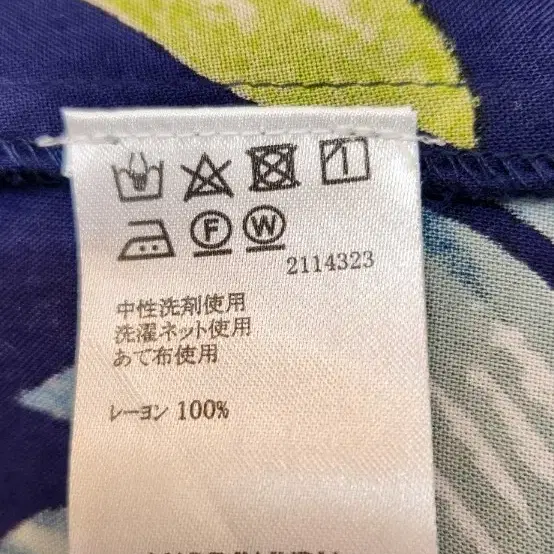 F W
2114323
中性洗剤使用
洗濯ネット使用
あて布使用
レーヨン 100%